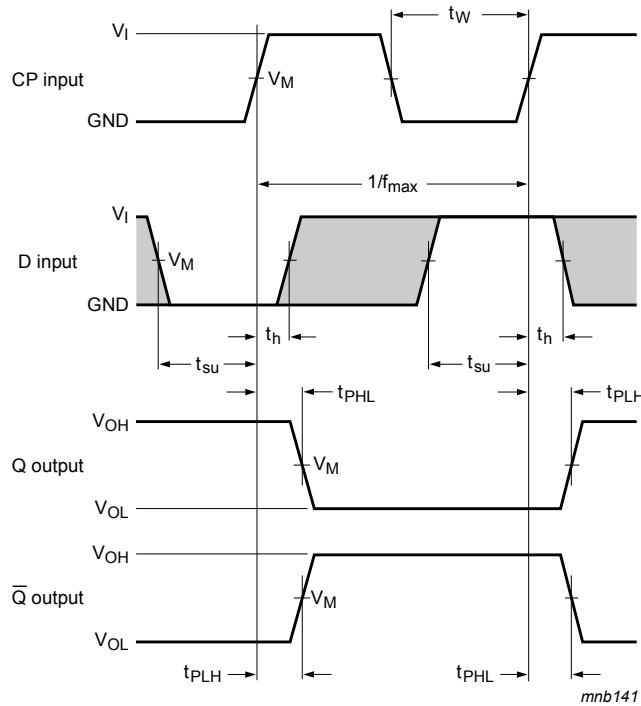 t_W
V_I
CP input
V_M
GND
1/f_max
V_I
D input
V_M
GND
t_h
t_h
t_su
t_su
t_PHL
t_PLH
V_OH
Q output
V_M
V_OL
V_OH
Q̅ output
V_M
V_OL
t_PLH
t_PHL
mnb141